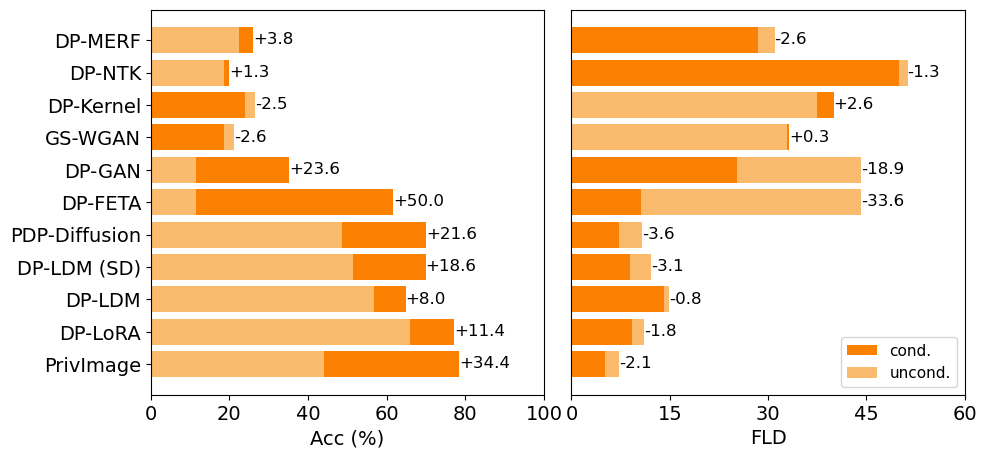 DP-MERF +3.8 -2.6
DP-NTK +1.3 -1.3
DP-Kernel -2.5 +2.6
GS-WGAN -2.6 +0.3
DP-GAN +23.6 -18.9
DP-FETA +50.0 -33.6
PDP-Diffusion +21.6 -3.6
DP-LDM (SD) +18.6 -3.1
DP-LDM +8.0 -0.8
DP-LoRA +11.4 -1.8
PrivImage +34.4 -2.1
cond.
uncond.
0 20 40 60 80 100 0 15 30 45 60
Acc (%) FLD